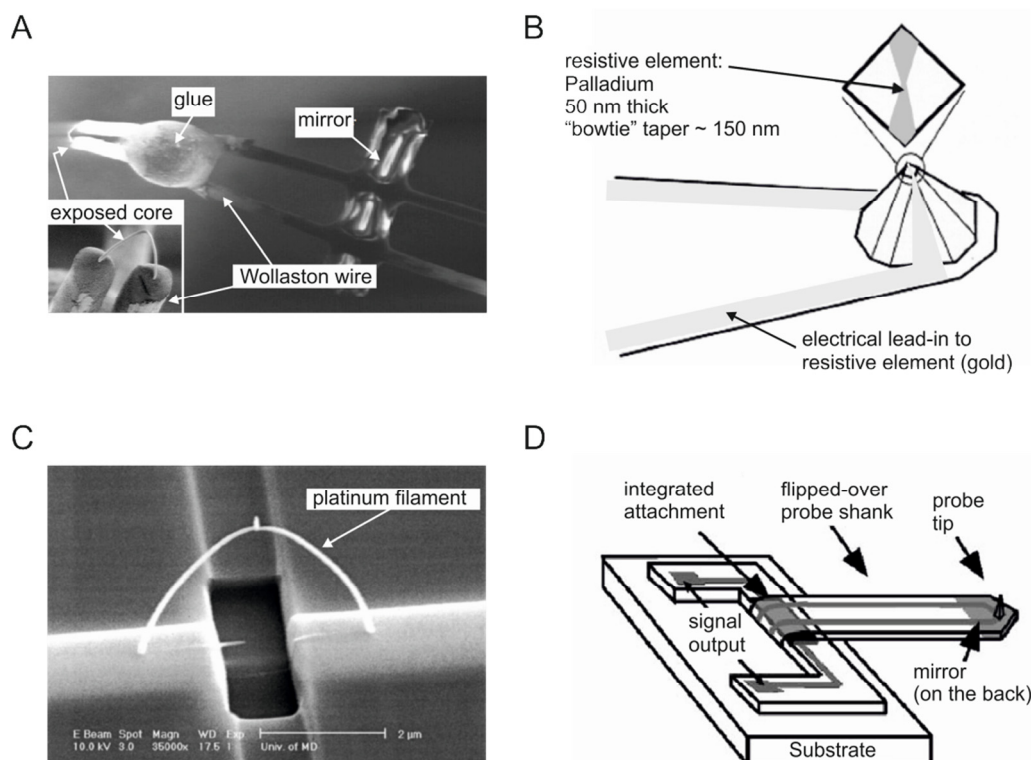 A
glue
mirror
exposed core
Wollaston wire
B
resistive element:
Palladium
50 nm thick
“bowtie” taper ~ 150 nm
electrical lead-in to
resistive element (gold)
C
platinum filament
E Beam Spot Magn WD Exp
10.0 kV 3.0 35000x 17.5 1 Univ. of MD 2 µm
D
integrated
attachment
flipped-over
probe shank
probe
tip
signal
output
mirror
(on the back)
Substrate